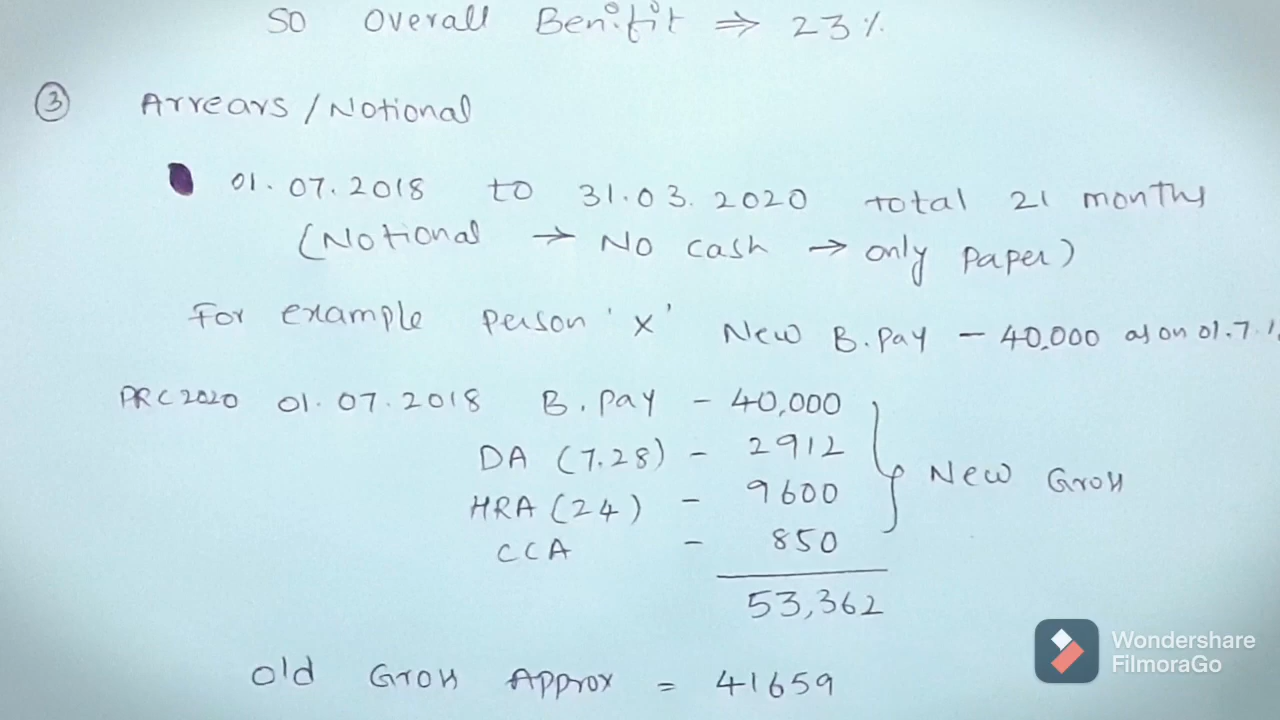 So Overall Benifit ⇒ 23%
③ Arrears / Notional
01.07.2018 to 31.03.2020 total 21 months
(Notional → No cash → only paper)
For example person 'x' New B.Pay – 40,000 as on 01.7.1
PRC2020 01.07.2018 B.pay – 40,000
DA (7.28) – 2912
HRA (24) – 9600
New Gross
CCA – 850
53,362
old Gross Approx = 41659
Wondershare
FilmoraGo